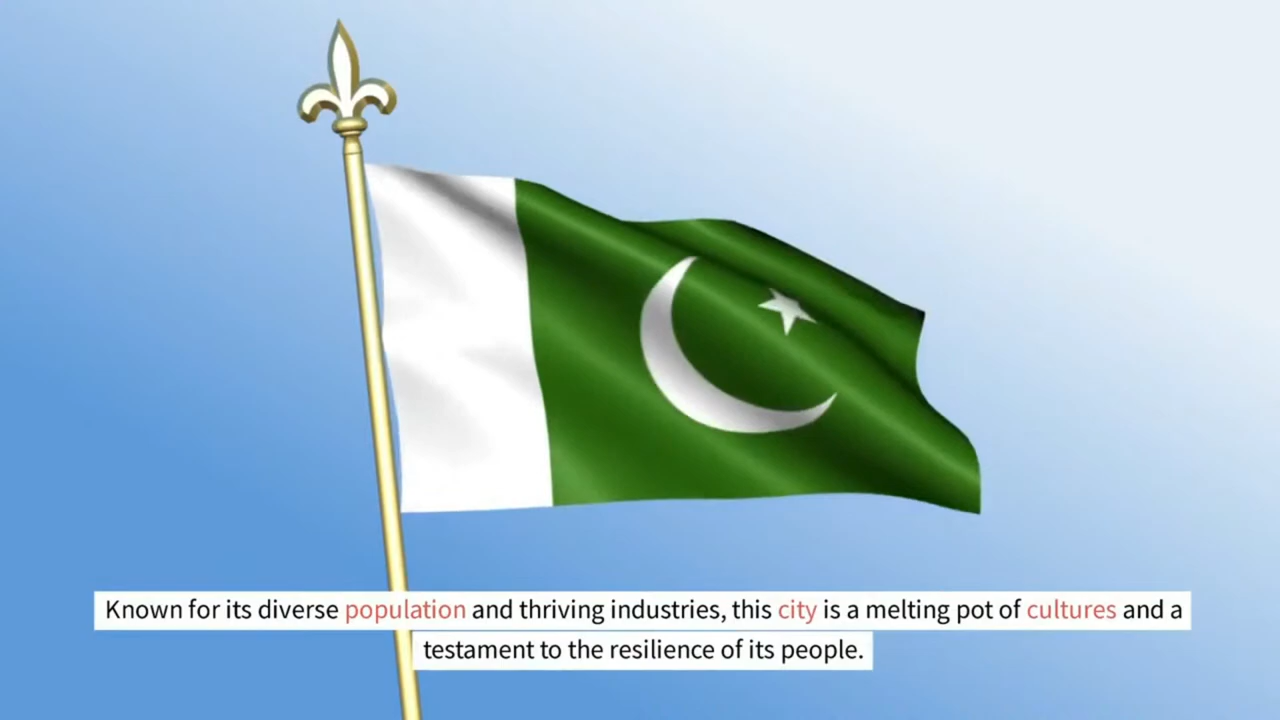 Known for its diverse population and thriving industries, this city is a melting pot of cultures and a
testament to the resilience of its people.